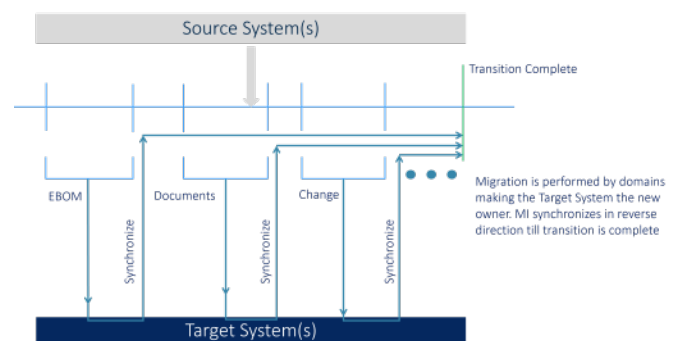 Source System(s)
Transition Complete
EBOM
Documents
Change
Synchronize
Synchronize
Synchronize
Migration is performed by domains
making the Target System the new
owner. MI synchronizes in reverse
direction till transition is complete
Target System(s)